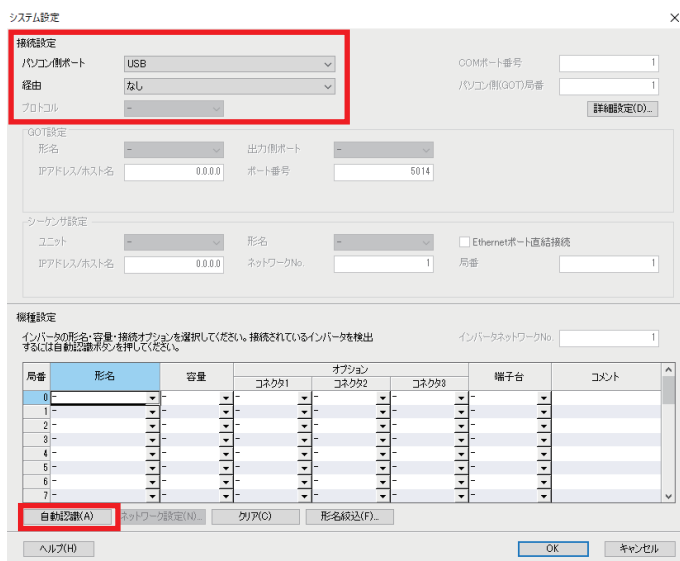 システム設定
接続設定
パソコン側ポート USB COMポート番号 1
経由 なし パソコン側(GOT)局番 1
プロトコル - 詳細設定(D)...
GOT設定
形名 - 出力側ポート -
IPアドレス/ホスト名 0.0.0.0 ポート番号 5014
シーケンサ設定
ユニット - 形名 - Ethernetポート直結接続
IPアドレス/ホスト名 0.0.0.0 ネットワークNo. 1 局番 1
機種設定
インバータの形名・容量・接続オプションを選択してください。接続されているインバータを検出
するには自動認識ボタンを押してください。
インバータネットワークNo. 1
局番 形名 容量 オプション 端子台 コメント
コネクタ1 コネクタ2 コネクタ3
0 - - - - - -
1 - - - - - -
2 - - - - - -
3 - - - - - -
4 - - - - - -
5 - - - - - -
6 - - - - - -
7 - - - - - -
自動認識(A) ネットワーク設定(N)... クリア(C) 形名絞込(F)...
ヘルプ(H) OK キャンセル